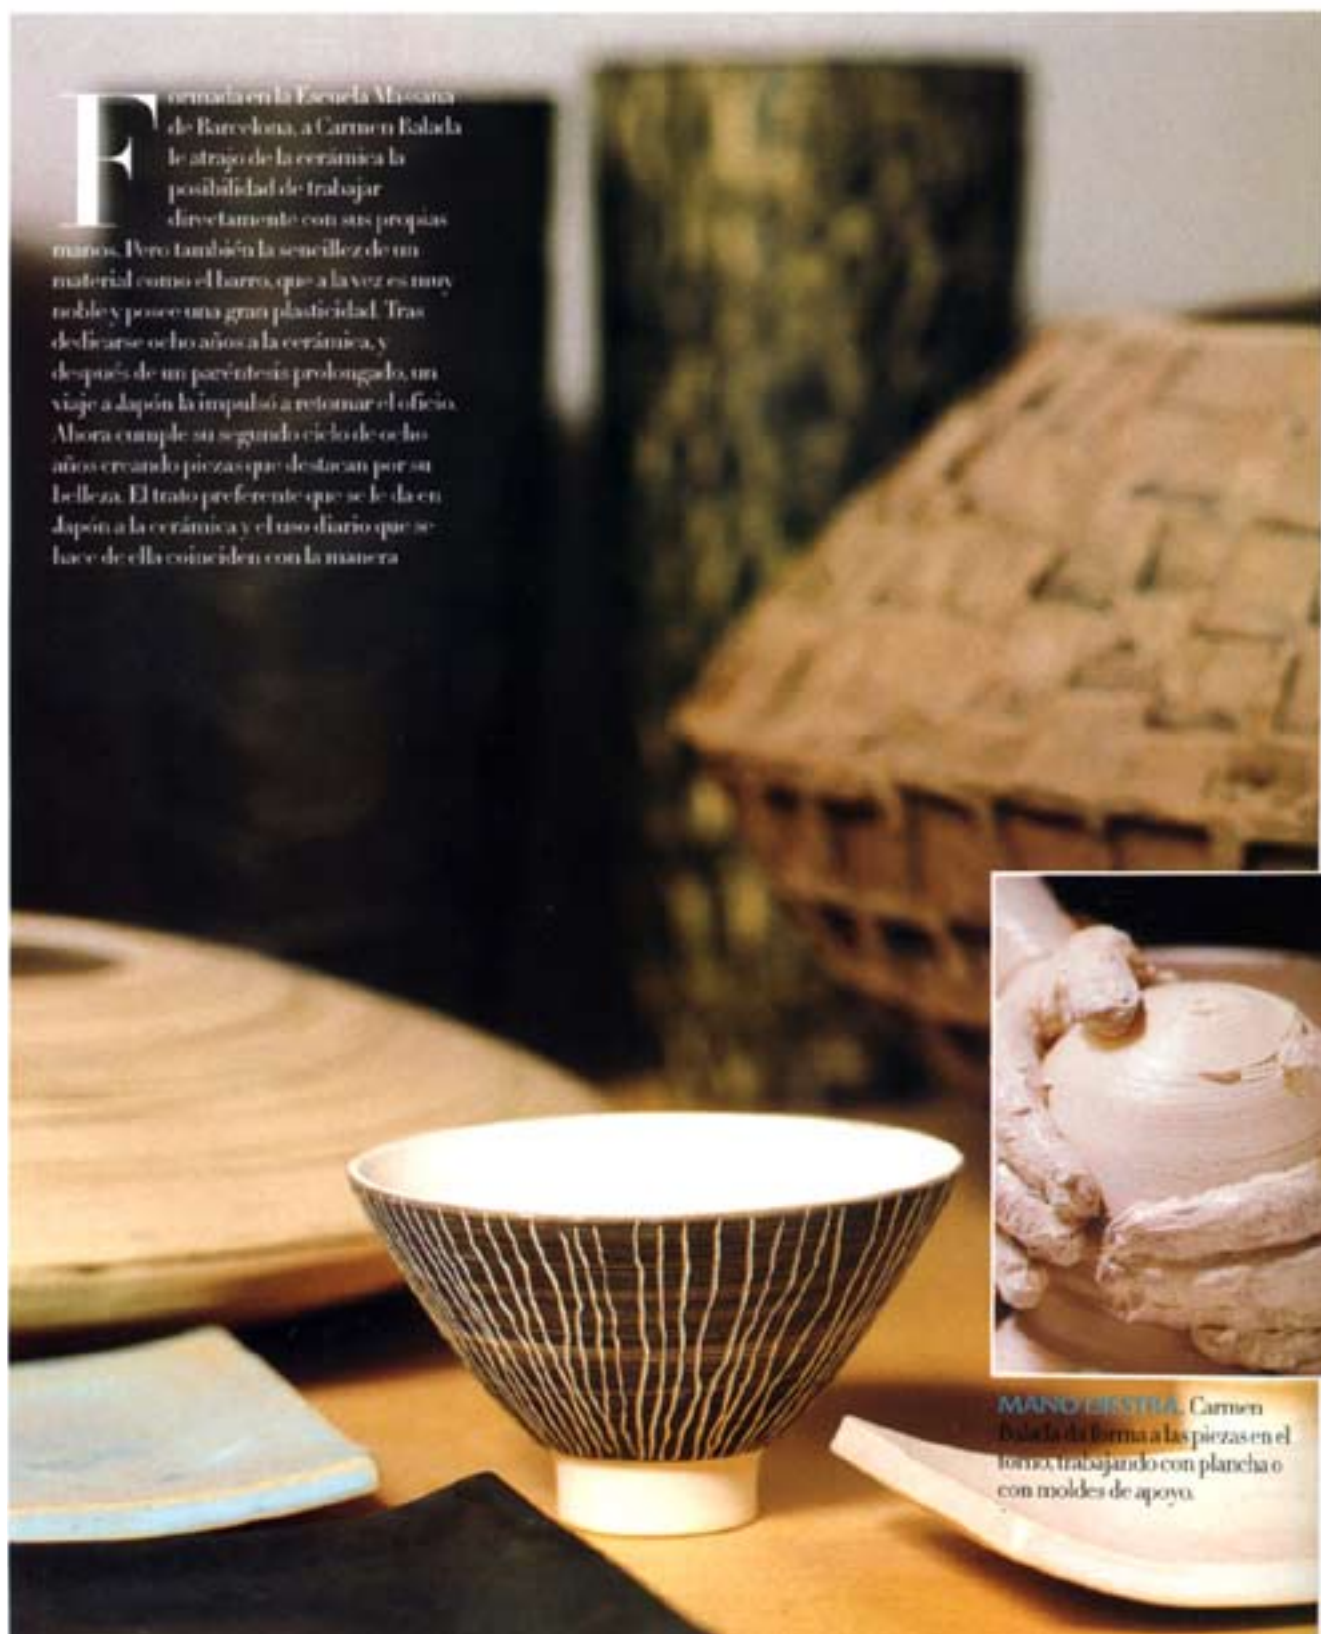 Formada en la Escuela Massana
de Barcelona, a Carmen Balada
le atrajo de la cerámica la
posibilidad de trabajar
directamente con sus propias
manos. Pero también la sencillez de un
material como el barro, que a la vez es muy
noble y posee una gran plasticidad. Tras
dedicarse ocho años a la cerámica, y
después de un paréntesis prolongado, un
viaje a Japón la impulsó a retomar el oficio.
Ahora cumple su segundo ciclo de ocho
años creando piezas que destacan por su
belleza. El trato preferente que se le da en
Japón a la cerámica y el uso diario que se
hace de ella coinciden con la manera
MANO DIESTRA. Carmen
Balada da forma a las piezas en el
torno, trabajando con plancha o
con moldes de apoyo.